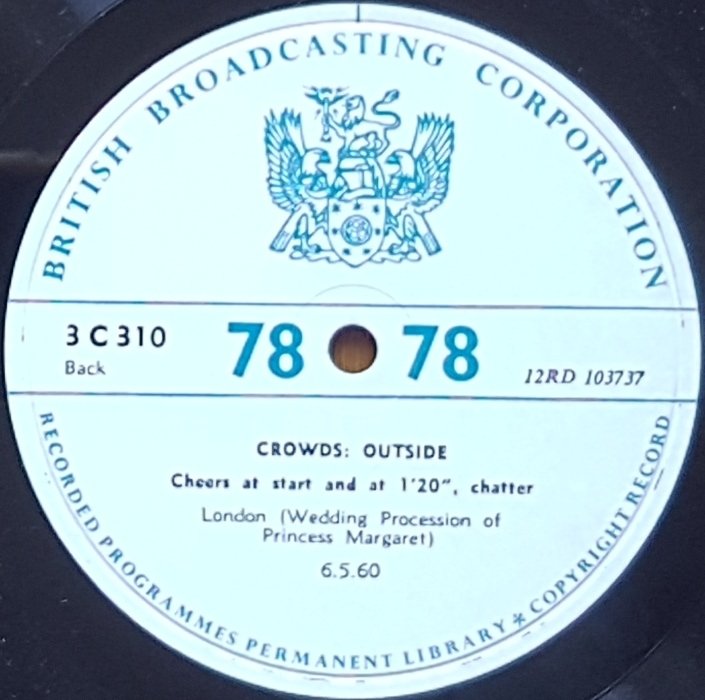 BRITISH BROADCASTING CORPORATION
3 C 310
Back
78 78
12RD 103737
CROWDS: OUTSIDE
Cheers at start and at 1'20", chatter
London (Wedding Procession of
Princess Margaret)
6.5.60
RECORDED PROGRAMMES PERMANENT LIBRARY * COPYRIGHT RECORD